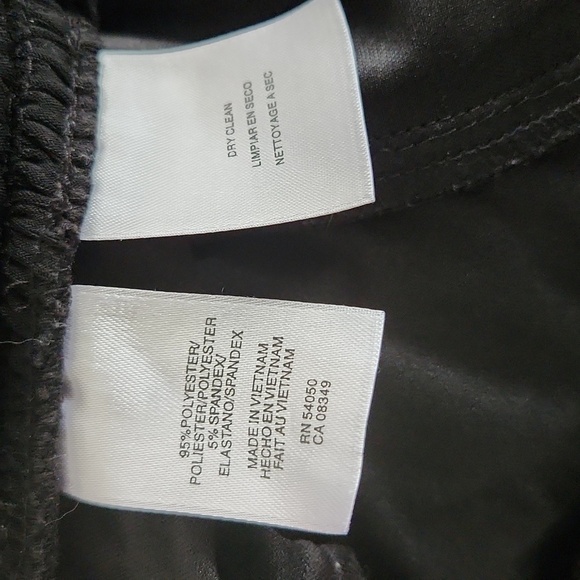 DRY CLEAN
LIMPIAR EN SECO
NETTOYAGE A SEC
95%POLYESTER/
POLIESTER/POLYESTER
5% SPANDEX/
ELASTANO/SPANDEX
MADE IN VIETNAM
HECHO EN VIETNAM
FAIT AU VIETNAM
RN 54050
CA 08349